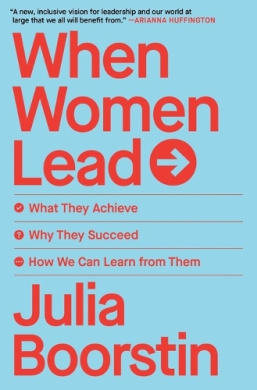 “A new, inclusive vision for leadership and our world at
large that we all will benefit from.” —ARIANNA HUFFINGTON
When
Women
Lead
What They Achieve
Why They Succeed
How We Can Learn from Them
Julia
Boorstin